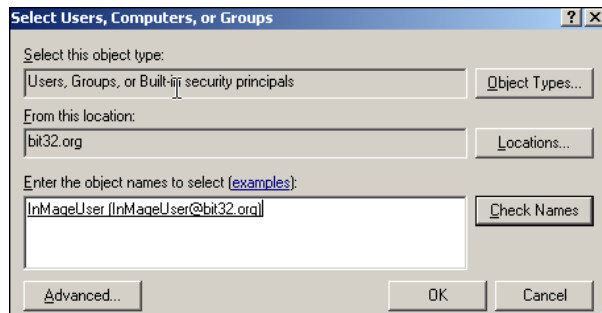 Select Users, Computers, or Groups
Select this object type:
Users, Groups, or Built-in security principals
Object Types...
From this location:
bit32.org
Locations...
Enter the object names to select (examples):
InMageUser (InMageUser@bit32.org)
Check Names
Advanced...
OK
Cancel